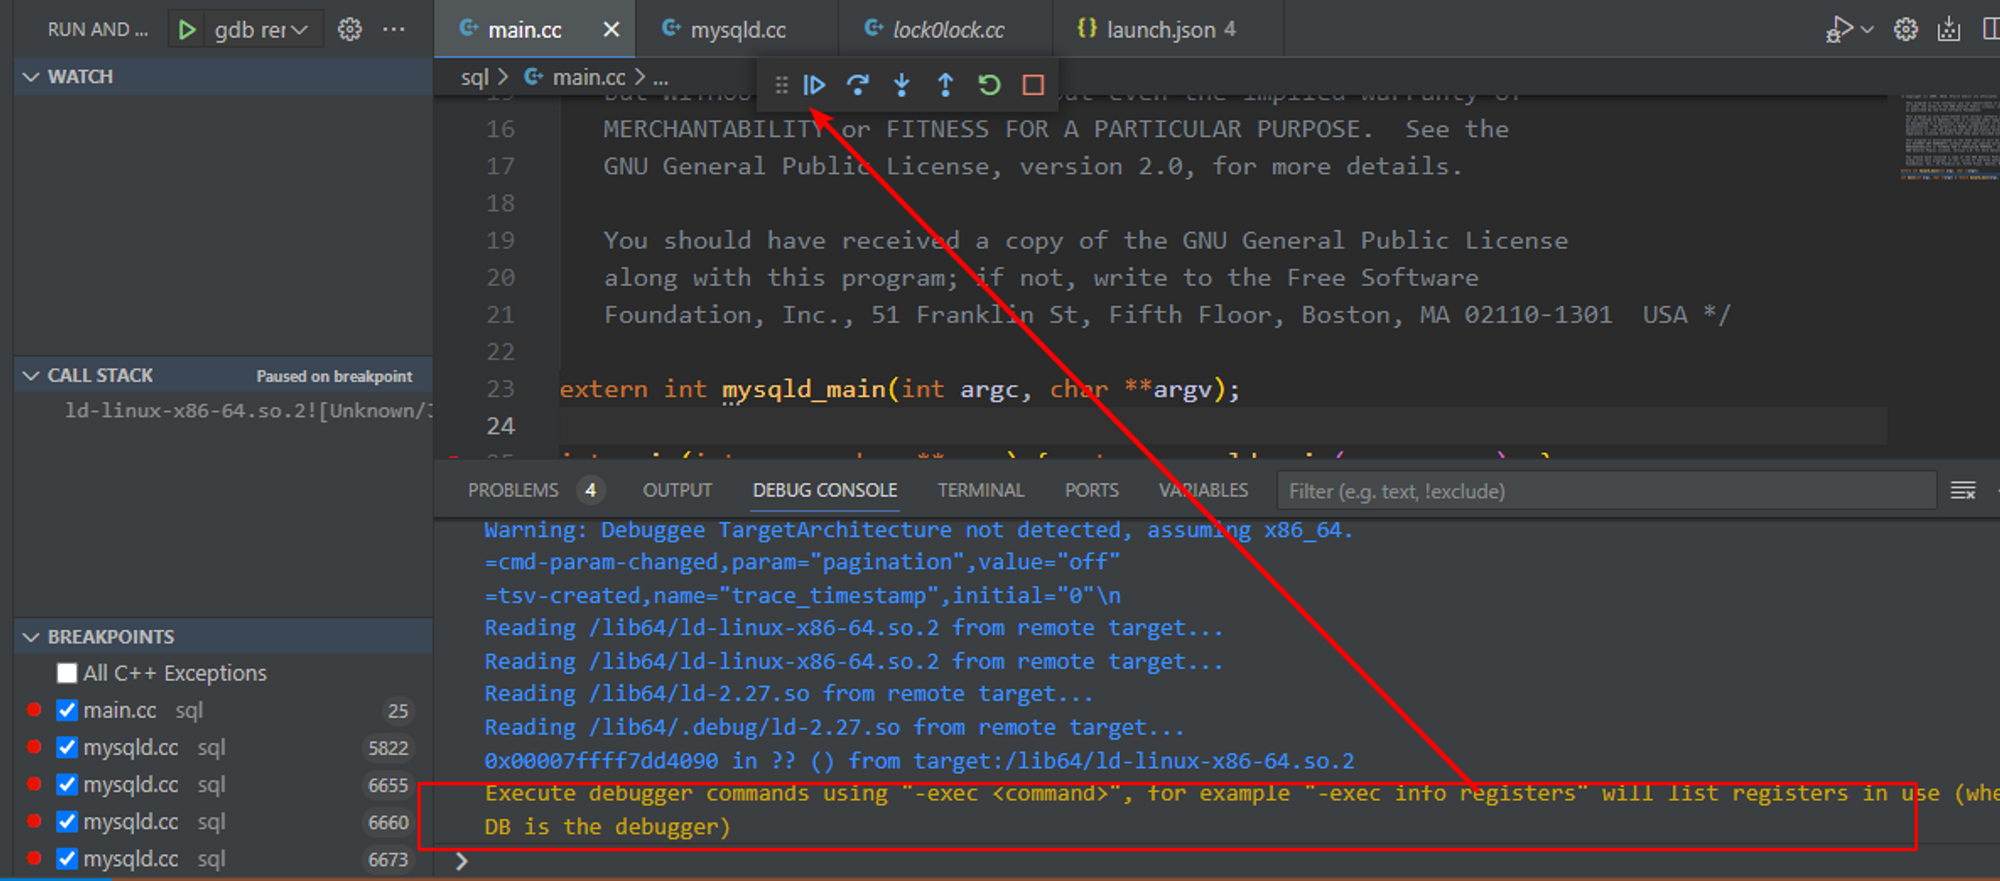 RUN AND ...
gdb rer
main.cc
mysqld.cc
lock0lock.cc
{} launch.json 4
WATCH
sql > main.cc > ...
16 MERCHANTABILITY or FITNESS FOR A PARTICULAR PURPOSE.  See the
17 GNU General Public License, version 2.0, for more details.
18
19 You should have received a copy of the GNU General Public License
20 along with this program; if not, write to the Free Software
21 Foundation, Inc., 51 Franklin St, Fifth Floor, Boston, MA 02110-1301  USA */
22
23 extern int mysqld_main(int argc, char **argv);
24
CALL STACK Paused on breakpoint
ld-linux-x86-64.so.2![Unknown/
PROBLEMS 4 OUTPUT DEBUG CONSOLE TERMINAL PORTS VARIABLES Filter (e.g. text, !exclude)
Warning: Debuggee TargetArchitecture not detected, assuming x86_64.
=cmd-param-changed,param="pagination",value="off"
=tsv-created,name="trace_timestamp",initial="0"\n
Reading /lib64/ld-linux-x86-64.so.2 from remote target...
Reading /lib64/ld-linux-x86-64.so.2 from remote target...
Reading /lib64/ld-2.27.so from remote target...
Reading /lib64/.debug/ld-2.27.so from remote target...
0x00007ffff7dd4090 in ?? () from target:/lib64/ld-linux-x86-64.so.2
Execute debugger commands using "-exec <command>", for example "-exec info registers" will list registers in use (whe
DB is the debugger)
>
BREAKPOINTS
All C++ Exceptions
main.cc sql 25
mysqld.cc sql 5822
mysqld.cc sql 6655
mysqld.cc sql 6660
mysqld.cc sql 6673